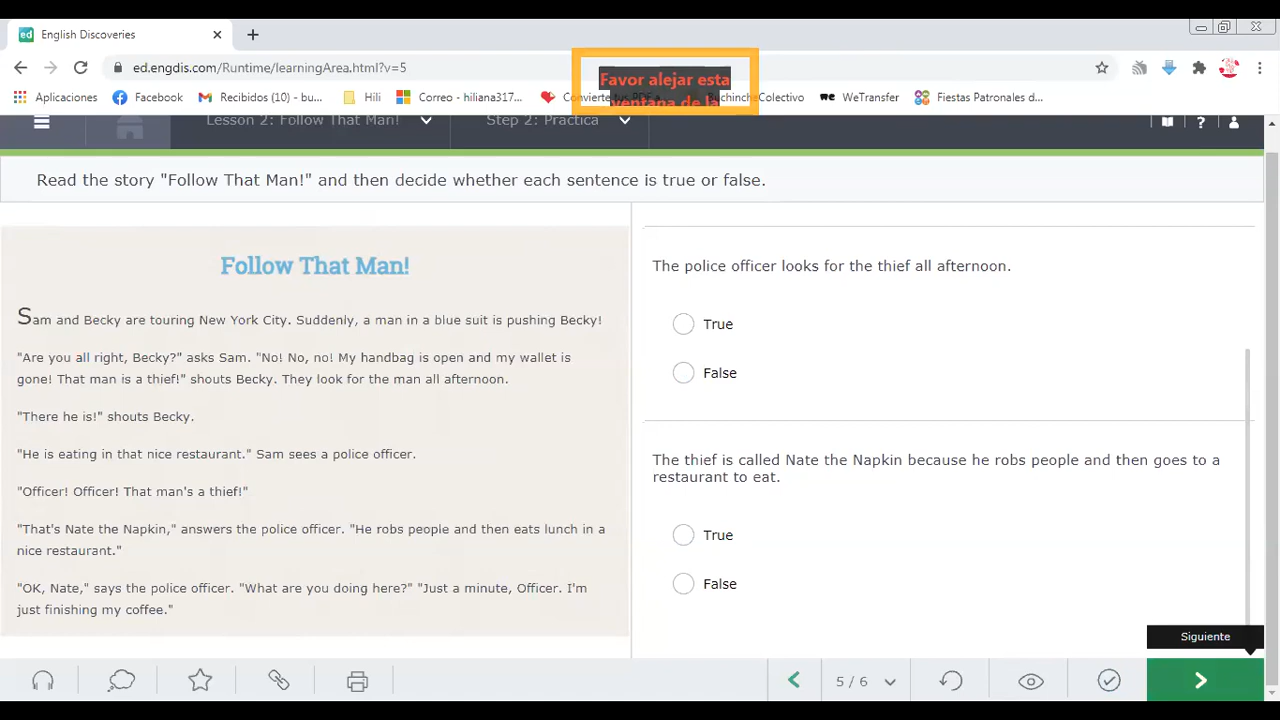 English Discoveries
ed.engdis.com/Runtime/learningArea.html?v=5
Favor alejar esta
ventana de la
Aplicaciones
Facebook
Recibidos (10) - bu...
Hili
Correo - hiliana317...
BuchincheColectivo
WeTransfer
Fiestas Patronales d...
Lesson 2: Follow That Man!
Step 2: Practica
Read the story "Follow That Man!" and then decide whether each sentence is true or false.
Follow That Man!
Sam and Becky are touring New York City. Suddenly, a man in a blue suit is pushing Becky!
"Are you all right, Becky?" asks Sam. "No! No, no! My handbag is open and my wallet is
gone! That man is a thief!" shouts Becky. They look for the man all afternoon.
"There he is!" shouts Becky.
"He is eating in that nice restaurant." Sam sees a police officer.
"Officer! Officer! That man's a thief!"
"That's Nate the Napkin," answers the police officer. "He robs people and then eats lunch in a
nice restaurant."
"OK, Nate," says the police officer. "What are you doing here?" "Just a minute, Officer. I'm
just finishing my coffee."
The police officer looks for the thief all afternoon.
True
False
The thief is called Nate the Napkin because he robs people and then goes to a
restaurant to eat.
True
False
Siguiente
5 / 6